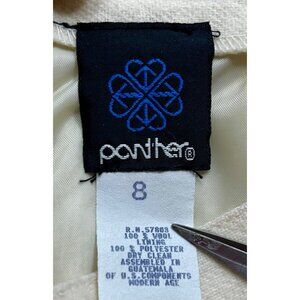 panther®
8
R.N. 57803
100 % WOOL
LINING
100 % POLYESTER
DRY CLEAN
ASSEMBLED IN
GUATEMALA
OF U.S. COMPONENTS
MODERN AGE